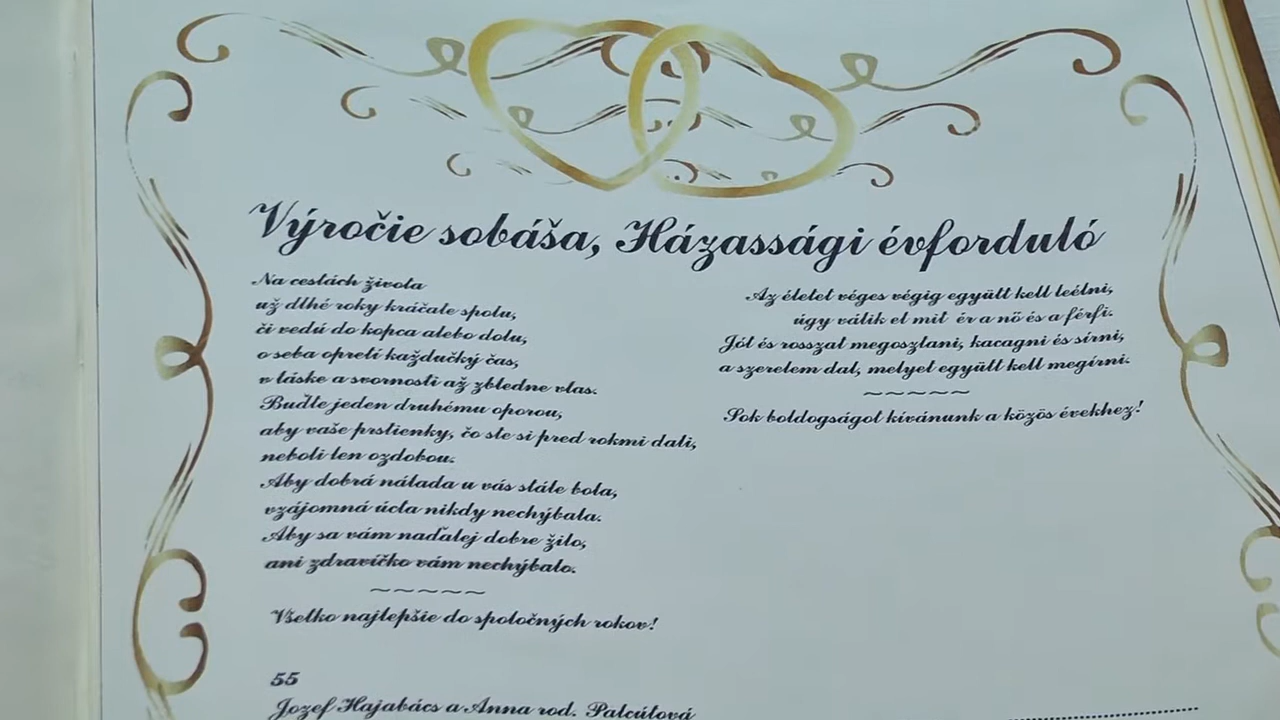 Výročie sobáša, Házassági évforduló
Na cestách života
už dlhé roky kráčate spolu,
či vedú do kopca alebo dolu,
o seba opretí každučký čas,
v láske a svornosti až zbledne vlas.
Buďte jeden druhému oporou,
aby vaše prstienky, čo ste si pred rokmi dali,
neboli len ozdobou.
Aby dobrá nálada u vás stále bola,
vzájomná úcta nikdy nechýbala.
Aby sa vám naďalej dobre žilo,
ani zdravíčko vám nechýbalo.
~~~~~
Všetko najlepšie do spoločných rokov!
Az életet véges végig együtt kell leélni,
úgy válik el mit ér a nő és a férfi.
Jót és rosszat megosztani, kacagni és sírni,
a szerelem dal, melyet együtt kell megírni.
~~~~~
Sok boldogságot kívánunk a közös évekhez!
55
Jozef Hajabács a Anna rod. Palcútová